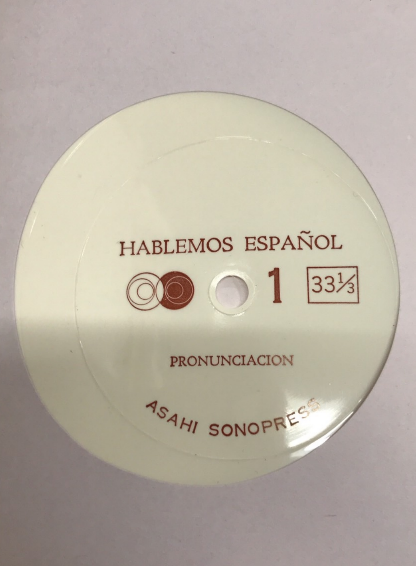 HABLEMOS ESPAÑOL
1 33⅓
PRONUNCIACION
ASAHI SONOPRESS